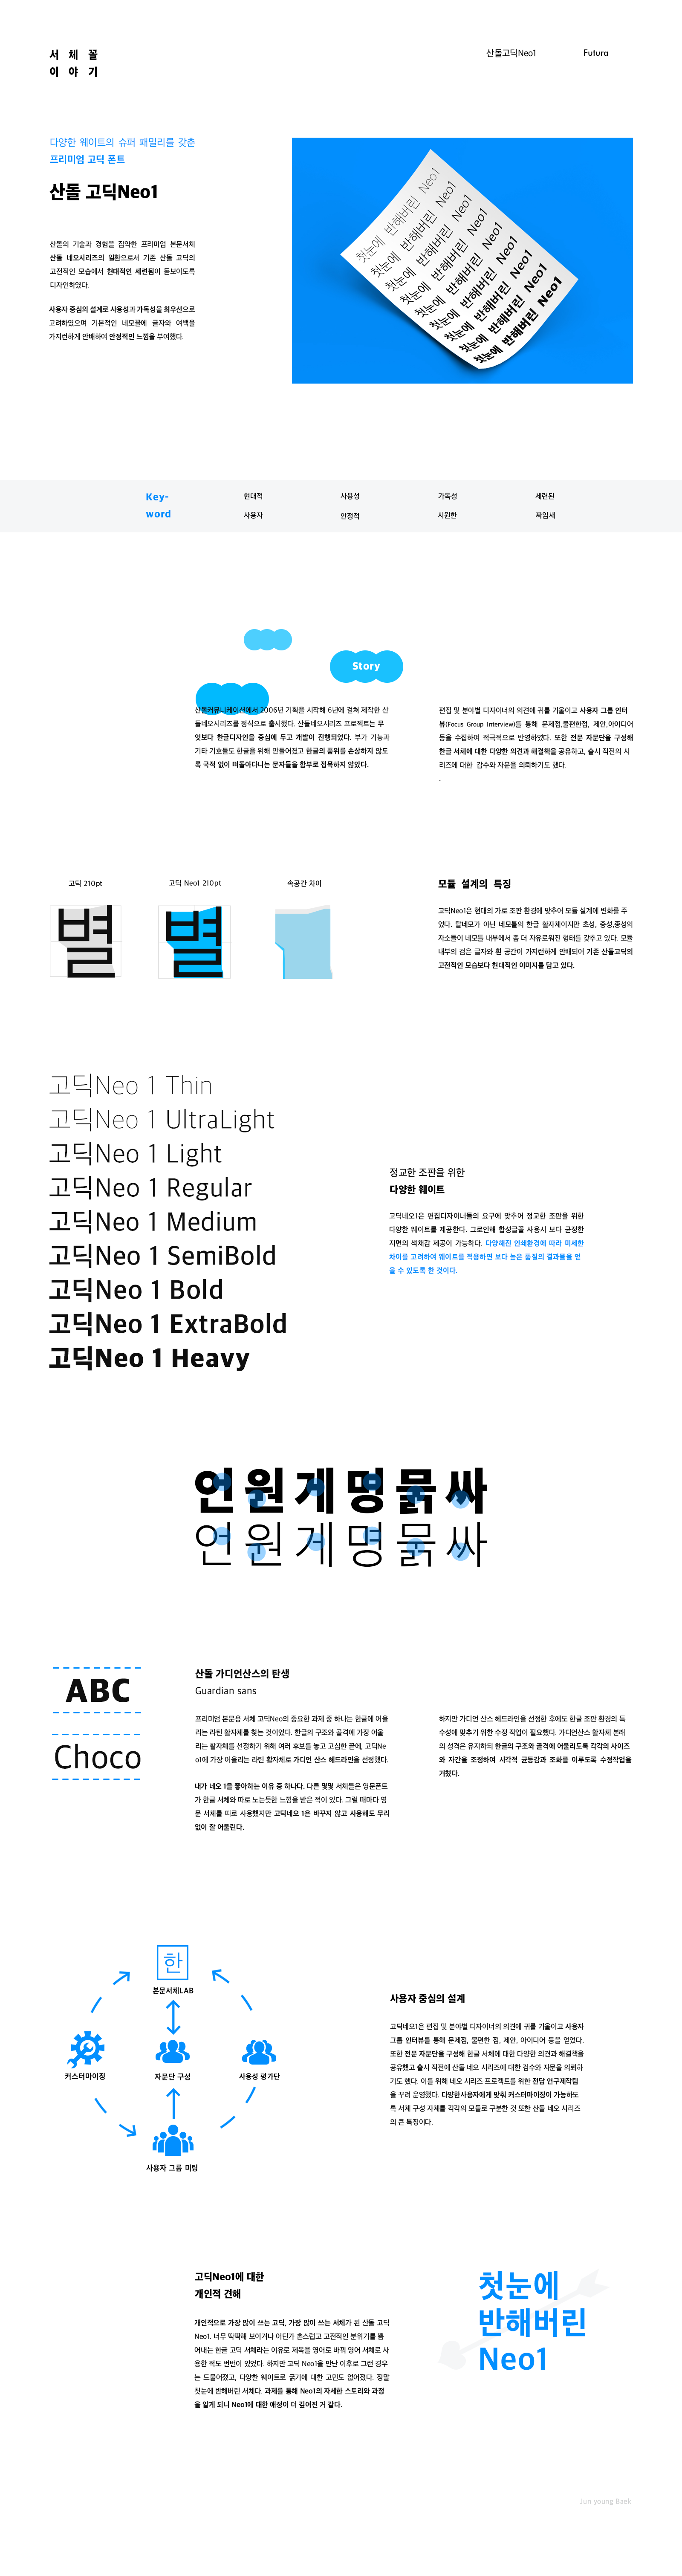 서 체 꼴
이 야 기
산돌고딕Neo1
Futura
다양한 웨이트의 슈퍼 패밀리를 갖춘
프리미엄 고딕 폰트
산돌 고딕Neo1
산돌의 기술과 경험을 집약한 프리미엄 본문서체
산돌 네오시리즈의 일환으로서 기존 산돌 고딕의
고전적인 모습에서 현대적인 세련됨이 돋보이도록
디자인하였다.
사용자 중심의 설계로 사용성과 가독성을 최우선으로
고려하였으며 기본적인 네모꼴에 글자와 여백을
가지런하게 안배하여 안정적인 느낌을 부여했다.
첫눈에 반해버린 Neo1
첫눈에 반해버린 Neo1
첫눈에 반해버린 Neo1
첫눈에 반해버린 Neo1
첫눈에 반해버린 Neo1
첫눈에 반해버린 Neo1
첫눈에 반해버린 Neo1
첫눈에 반해버린 Neo1
첫눈에 반해버린 Neo1
Key-
word
현대적 사용성 가독성 세련된
사용자 안정적 시원한 짜임새
Story
산돌커뮤니케이션에서 2006년 기획을 시작해 6년에 걸쳐 제작한 산
돌네오시리즈를 정식으로 출시했다. 산돌네오시리즈 프로젝트는 무
엇보다 한글디자인을 중심에 두고 개발이 진행되었다. 부가 기능과
기타 기호들도 한글을 위해 만들어졌고 한글의 품위를 손상하지 않도
록 국적 없이 떠돌아다니는 문자들을 함부로 접목하지 않았다.
편집 및 분야별 디자이너의 의견에 귀를 기울이고 사용자 그룹 인터
뷰(Focus Group Interview)를 통해 문제점,불편한점, 제안,아이디어
등을 수집하여 적극적으로 반영하였다. 또한 전문 자문단을 구성해
한글 서체에 대한 다양한 의견과 해결책을 공유하고, 출시 직전의 시
리즈에 대한 감수와 자문을 의뢰하기도 했다.
.
고딕 210pt
고딕 Neo1 210pt
속공간 차이
별
별
모듈 설계의 특징
고딕Neo1은 현대의 가로 조판 환경에 맞추어 모듈 설계에 변화를 주
었다. 탈네모가 아닌 네모틀의 한글 활자체이지만 초성, 중성,종성의
자소들이 네모틀 내부에서 좀 더 자유로워진 형태를 갖추고 있다. 모듈
내부의 검은 글자와 흰 공간이 가지런하게 안배되어 기존 산돌고딕의
고전적인 모습보다 현대적인 이미지를 담고 있다.
고딕Neo 1 Thin
고딕Neo 1 UltraLight
고딕Neo 1 Light
고딕Neo 1 Regular
고딕Neo 1 Medium
고딕Neo 1 SemiBold
고딕Neo 1 Bold
고딕Neo 1 ExtraBold
고딕Neo 1 Heavy
정교한 조판을 위한
다양한 웨이트
고딕네오1은 편집디자이너들의 요구에 맞추어 정교한 조판을 위한
다양한 웨이트를 제공한다. 그로인해 합성글꼴 사용시 보다 균정한
지면의 색채감 제공이 가능하다. 다양해진 인쇄환경에 따라 미세한
차이를 고려하여 웨이트를 적용하면 보다 높은 품질의 결과물을 얻
을 수 있도록 한 것이다.
언원게명묽싸
언원게명묽싸
ABC
Choco
산돌 가디언산스의 탄생
Guardian sans
프리미엄 본문용 서체 고딕Neo의 중요한 과제 중 하나는 한글에 어울
리는 라틴 활자체를 찾는 것이었다. 한글의 구조와 골격에 가장 어울
리는 활자체를 선정하기 위해 여러 후보를 놓고 고심한 끝에, 고딕Ne
o1에 가장 어울리는 라틴 활자체로 가디언 산스 헤드라인을 선정했다.
내가 네오 1을 좋아하는 이유 중 하나다. 다른 몇몇 서체들은 영문폰트
가 한글 서체와 따로 노는듯한 느낌을 받은 적이 있다. 그럴 때마다 영
문 서체를 따로 사용했지만 고딕네오 1은 바꾸지 않고 사용해도 무리
없이 잘 어울린다.
하지만 가디언 산스 헤드라인을 선정한 후에도 한글 조판 환경의 특
수성에 맞추기 위한 수정 작업이 필요했다. 가디언산스 활자체 본래
의 성격은 유지하되 한글의 구조와 골격에 어울리도록 각각의 사이즈
와 자간을 조정하여 시각적 균등감과 조화를 이루도록 수정작업을
거쳤다.
한
본문서체LAB
커스터마이징
자문단 구성
사용성 평가단
사용자 그룹 미팅
사용자 중심의 설계
고딕네오1은 편집 및 분야별 디자이너의 의견에 귀를 기울이고 사용자
그룹 인터뷰를 통해 문제점, 불편한 점, 제안, 아이디어 등을 얻었다.
또한 전문 자문단을 구성해 한글 서체에 대한 다양한 의견과 해결책을
공유했고 출시 직전에 산돌 네오 시리즈에 대한 검수와 자문을 의뢰하
기도 했다. 이를 위해 네오 시리즈 프로젝트를 위한 전담 연구제작팀
을 꾸려 운영했다. 다양한사용자에게 맞춰 커스터마이징이 가능하도
록 서체 구성 자체를 각각의 모듈로 구분한 것 또한 산돌 네오 시리즈
의 큰 특징이다.
고딕Neo1에 대한
개인적 견해
개인적으로 가장 많이 쓰는 고딕, 가장 많이 쓰는 서체가 된 산돌 고딕
Neo1. 너무 딱딱해 보이거나 어딘가 촌스럽고 고전적인 분위기를 풍
어내는 한글 고딕 서체라는 이유로 제목을 영어로 바꿔 영어 서체로 사
용한 적도 번번이 있었다. 하지만 고딕 Neo1을 만난 이후로 그런 경우
는 드물어졌고, 다양한 웨이트로 굵기에 대한 고민도 없어졌다. 정말
첫눈에 반해버린 서체다. 과제를 통해 Neo1의 자세한 스토리와 과정
을 알게 되니 Neo1에 대한 애정이 더 깊어진 거 같다.
첫눈에
반해버린
Neo1
Jun young Baek